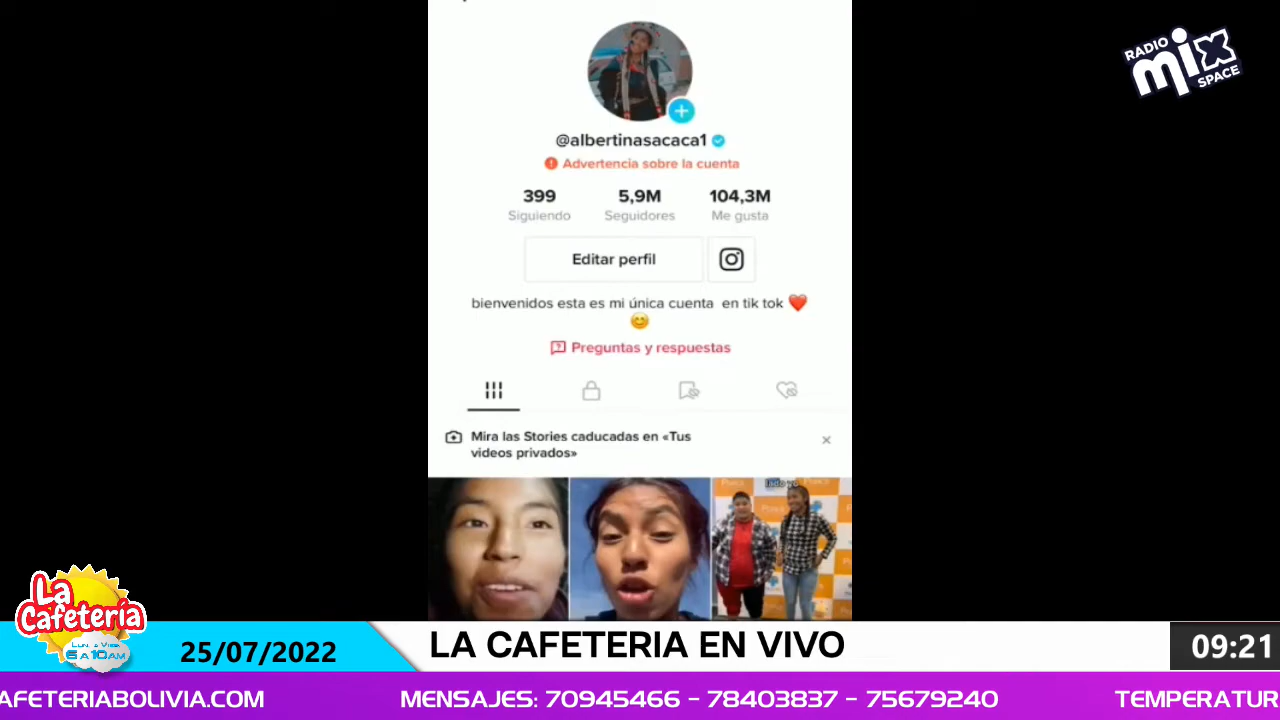 RADIO
mix
SPACE
@albertinasacaca1
Advertencia sobre la cuenta
399
Siguiendo
5,9M
Seguidores
104,3M
Me gusta
Editar perfil
bienvenidos esta es mi única cuenta en tik tok ❤️
😊
Preguntas y respuestas
Mira las Stories caducadas en «Tus
videos privados»
La
Cafetería
6 A 10AM
25/07/2022
LA CAFETERIA EN VIVO
09:21
AFETERIABOLIVIA.COM
MENSAJES: 70945466 - 78403837 - 75679240
TEMPERATUR